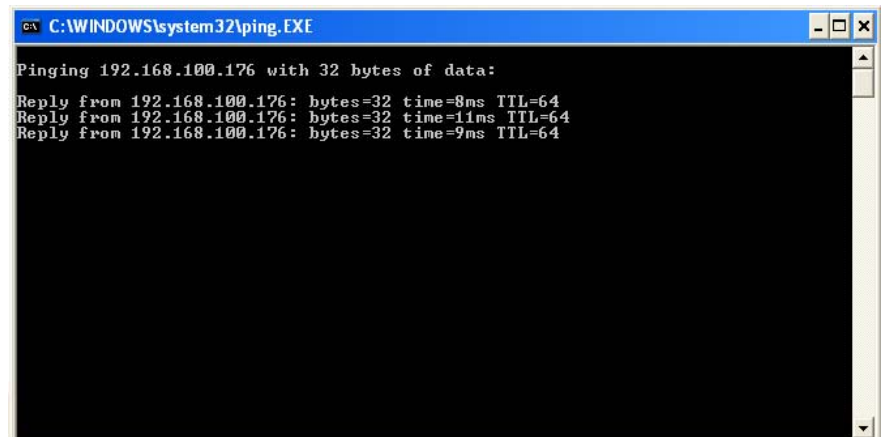 C:\WINDOWS\system32\ping.EXE
Pinging 192.168.100.176 with 32 bytes of data:
Reply from 192.168.100.176: bytes=32 time=8ms TTL=64
Reply from 192.168.100.176: bytes=32 time=11ms TTL=64
Reply from 192.168.100.176: bytes=32 time=9ms TTL=64